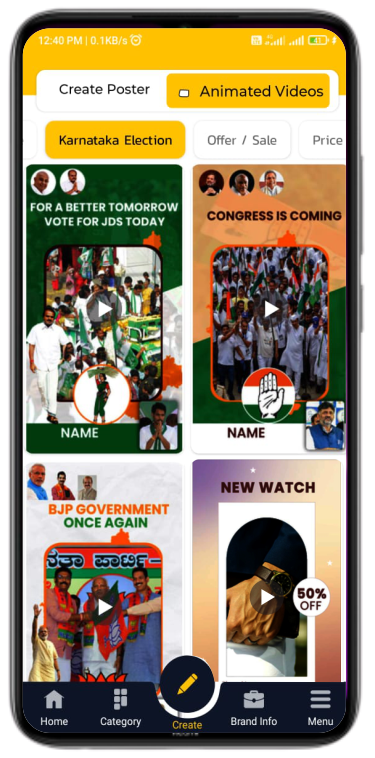 12:40 PM | 0.1KB/s
Create Poster
Animated Videos
Karnataka Election
Offer / Sale
Price
FOR A BETTER TOMORROW
VOTE FOR JDS TODAY
NAME
CONGRESS IS COMING
NAME
BJP GOVERNMENT
ONCE AGAIN
ನತಾ ಪಾರ್ಟಿ-
NEW WATCH
50%
OFF
Home
Category
Create
Brand Info
Menu